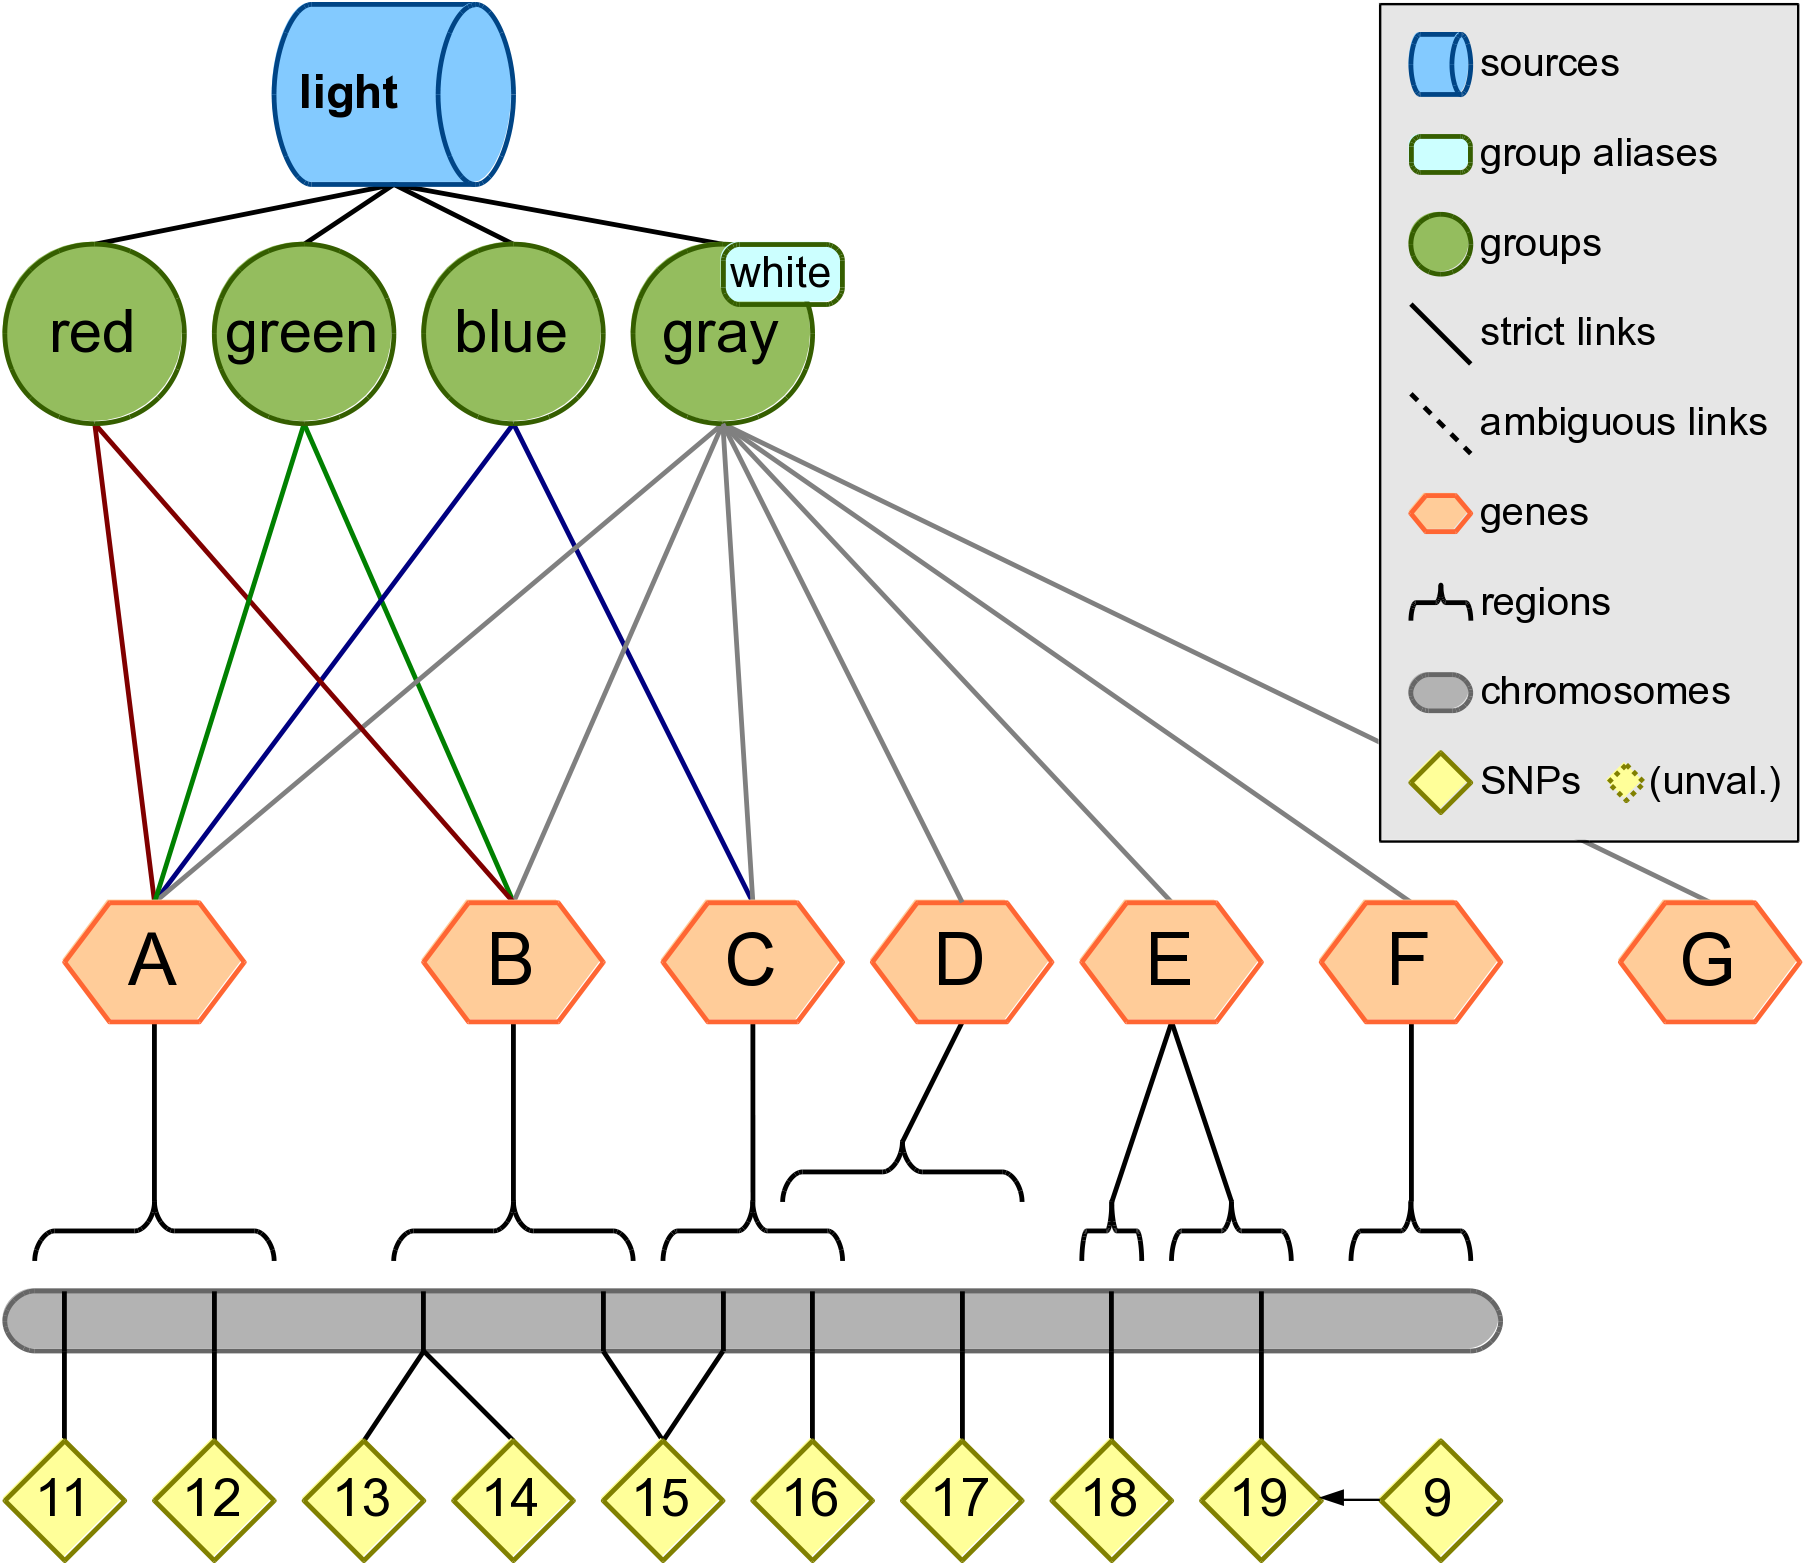 light
sources
group aliases
groups
white
red
green
blue
gray
strict links
ambiguous links
genes
regions
chromosomes
SNPs (unval.)
A
B
C
D
E
F
G
11
12
13
14
15
16
17
18
19
9